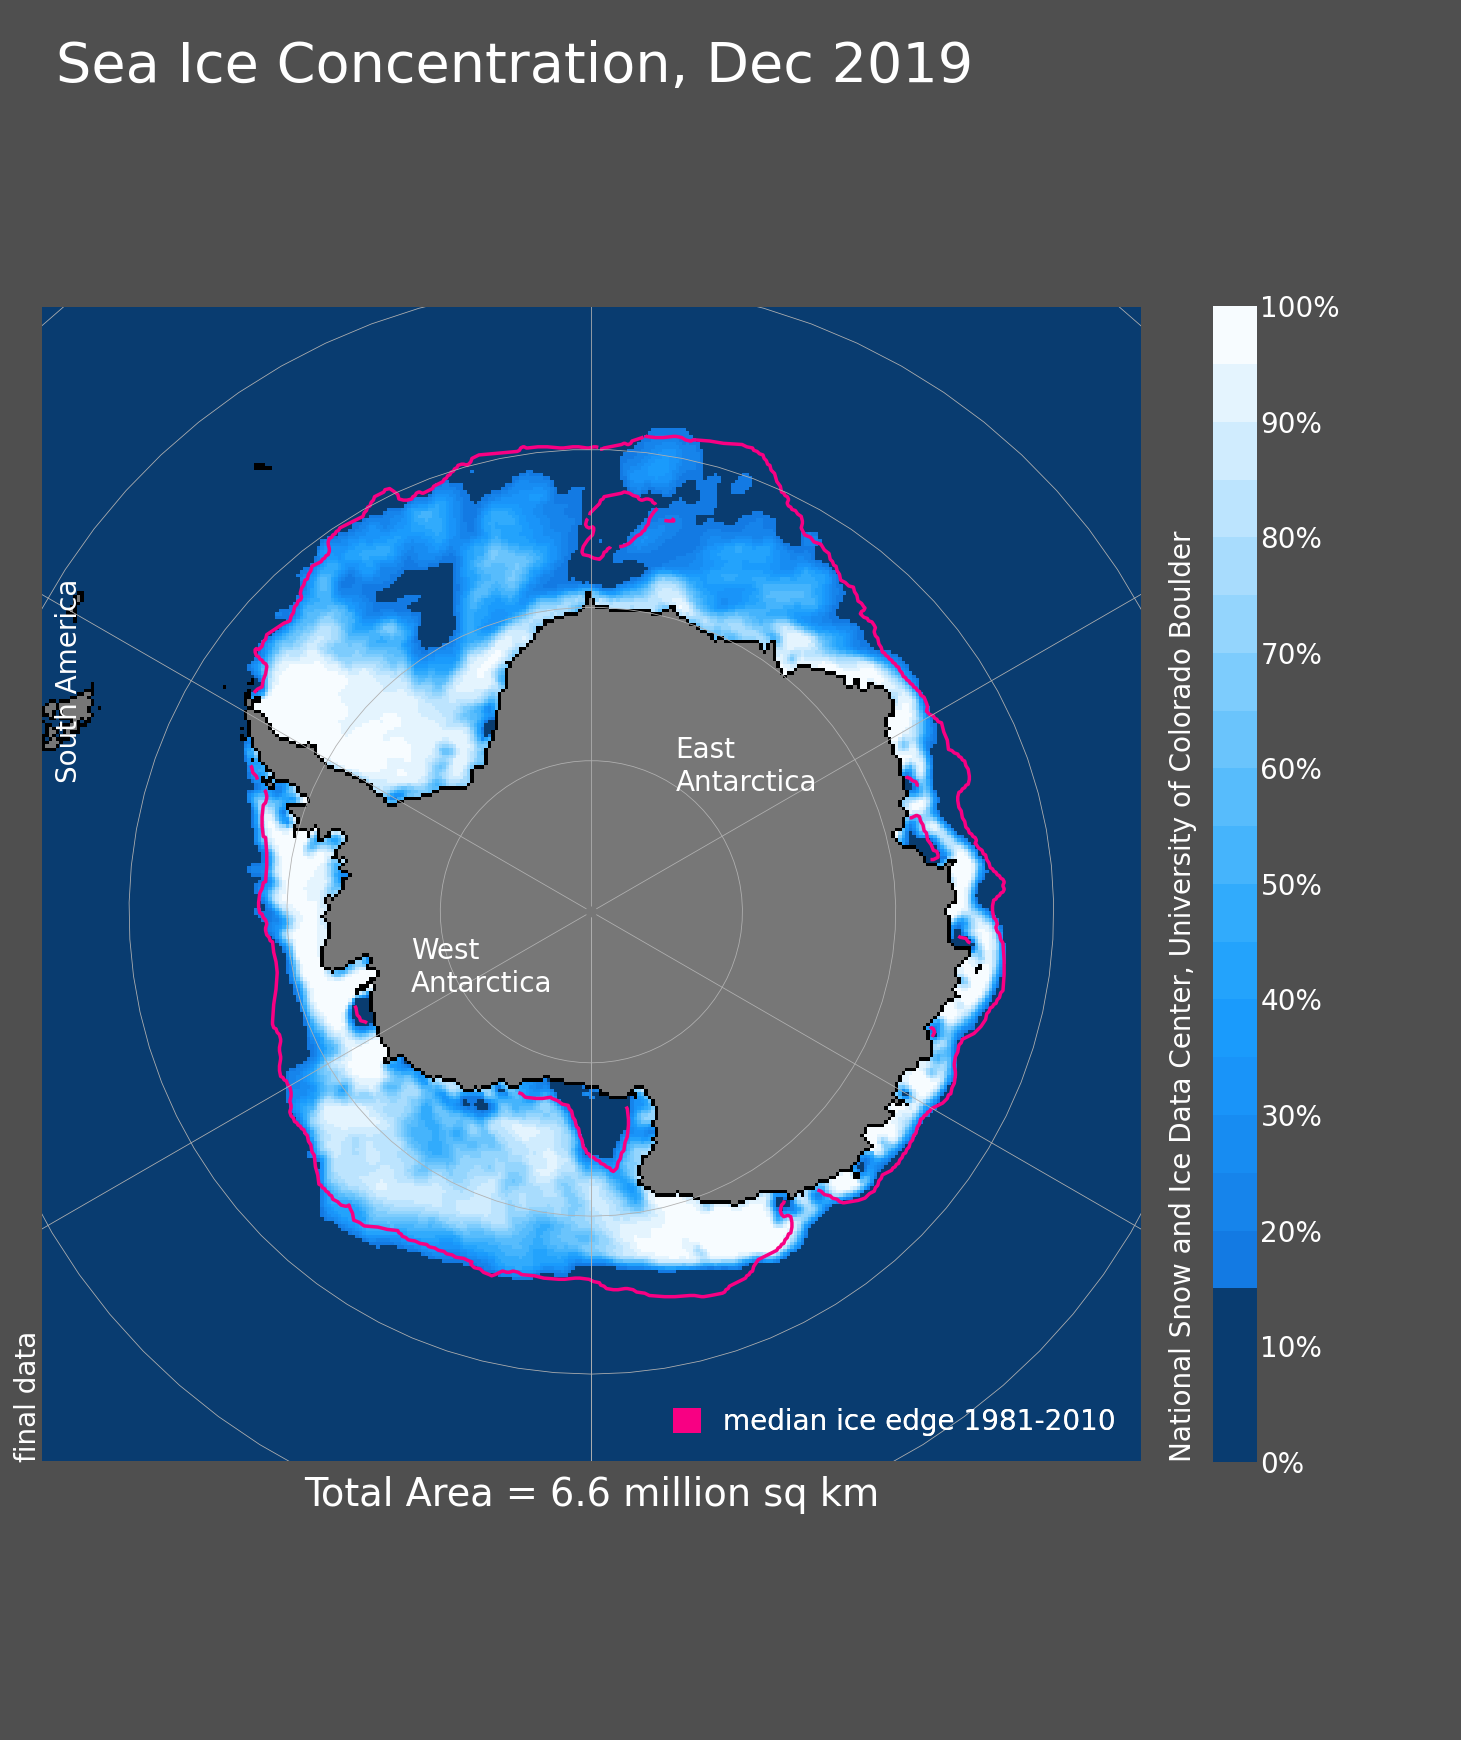 Sea Ice Concentration, Dec 2019
South America
East
Antarctica
West
Antarctica
median ice edge 1981-2010
final data
Total Area = 6.6 million sq km
National Snow and Ice Data Center, University of Colorado Boulder
100%
90%
80%
70%
60%
50%
40%
30%
20%
10%
0%